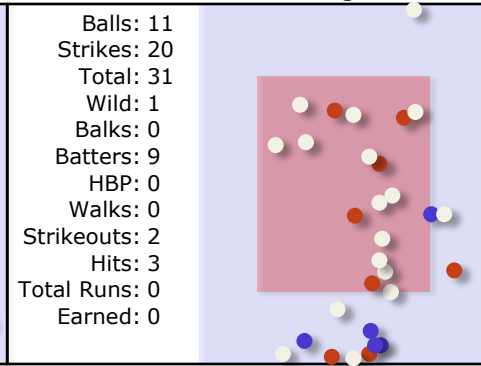 Balls: 11
Strikes: 20
Total: 31
Wild: 1
Balks: 0
Batters: 9
HBP: 0
Walks: 0
Strikeouts: 2
Hits: 3
Total Runs: 0
Earned: 0